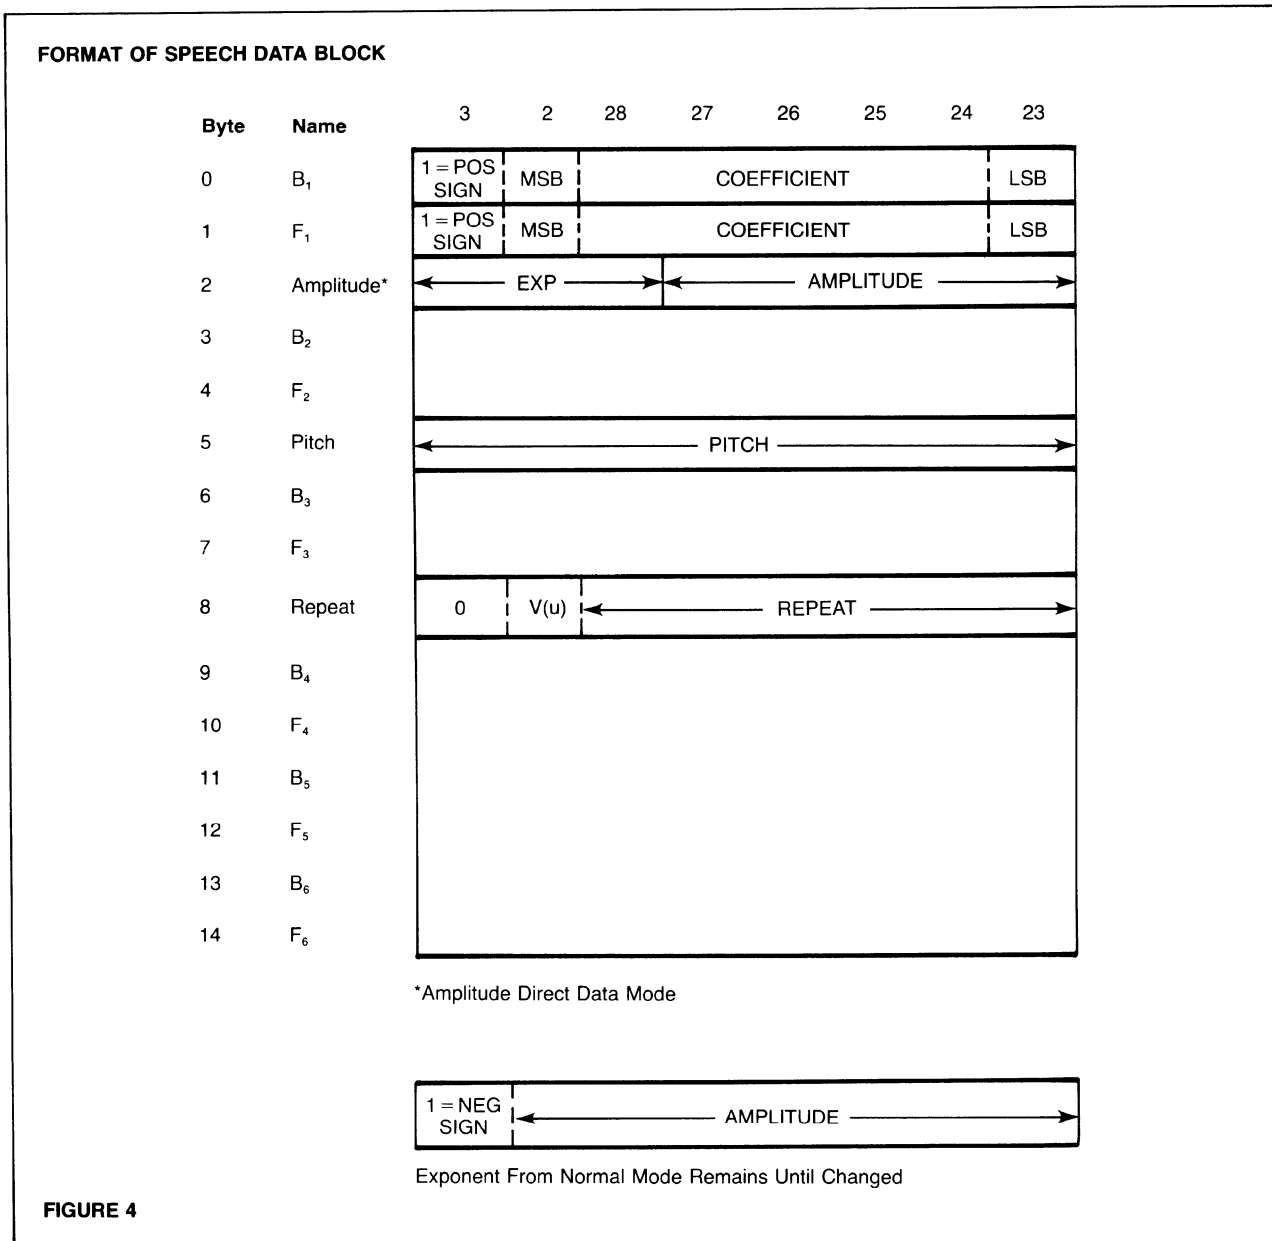 FORMAT OF SPEECH DATA BLOCK
Byte Name 3 2 28 27 26 25 24 23
0 B₁ 1 = POS SIGN MSB COEFFICIENT LSB
1 F₁ 1 = POS SIGN MSB COEFFICIENT LSB
2 Amplitude* EXP AMPLITUDE
3 B₂
4 F₂
5 Pitch PITCH
6 B₃
7 F₃
8 Repeat 0 V(u) REPEAT
9 B₄
10 F₄
11 B₅
12 F₅
13 B₆
14 F₆
*Amplitude Direct Data Mode
1 = NEG SIGN AMPLITUDE
Exponent From Normal Mode Remains Until Changed
FIGURE 4